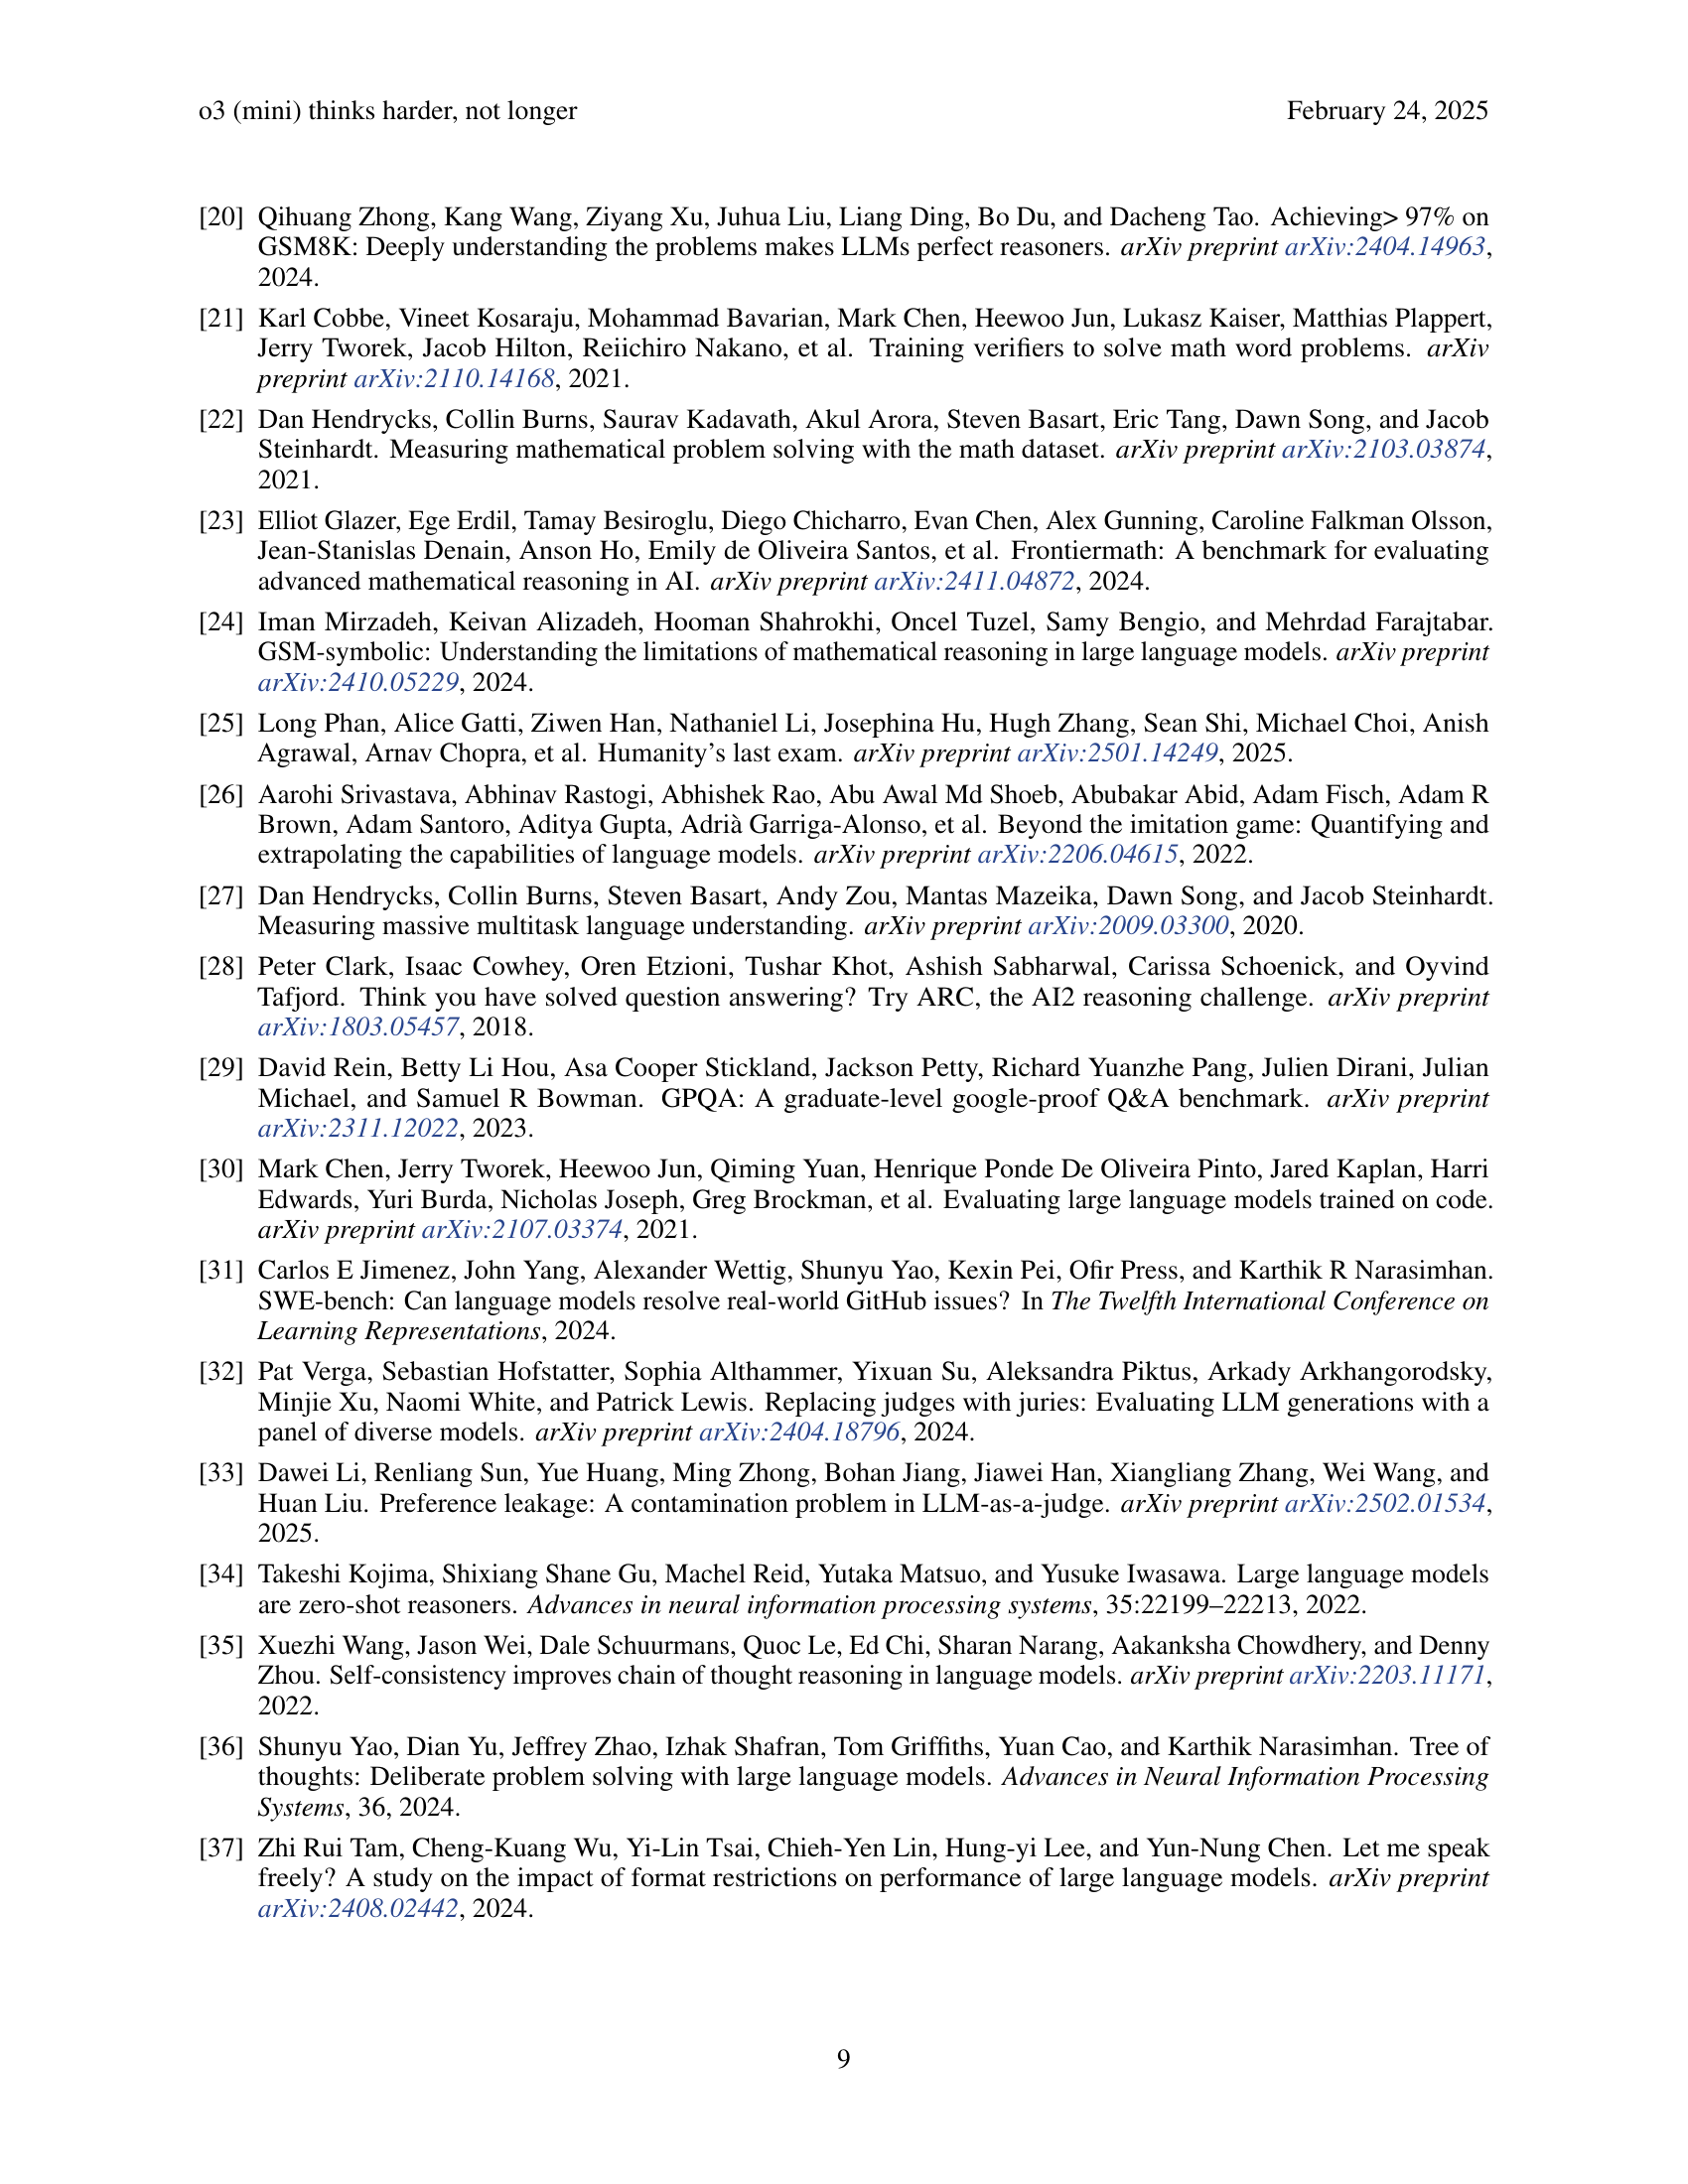 o3 (mini) thinks harder, not longer February 24, 2025
[20] Qihuang Zhong, Kang Wang, Ziyang Xu, Juhua Liu, Liang Ding, Bo Du, and Dacheng Tao. Achieving> 97% on
GSM8K: Deeply understanding the problems makes LLMs perfect reasoners. arXiv preprint arXiv:2404.14963,
2024.
[21] Karl Cobbe, Vineet Kosaraju, Mohammad Bavarian, Mark Chen, Heewoo Jun, Lukasz Kaiser, Matthias Plappert,
Jerry Tworek, Jacob Hilton, Reiichiro Nakano, et al. Training verifiers to solve math word problems. arXiv
preprint arXiv:2110.14168, 2021.
[22] Dan Hendrycks, Collin Burns, Saurav Kadavath, Akul Arora, Steven Basart, Eric Tang, Dawn Song, and Jacob
Steinhardt. Measuring mathematical problem solving with the math dataset. arXiv preprint arXiv:2103.03874,
2021.
[23] Elliot Glazer, Ege Erdil, Tamay Besiroglu, Diego Chicharro, Evan Chen, Alex Gunning, Caroline Falkman Olsson,
Jean-Stanislas Denain, Anson Ho, Emily de Oliveira Santos, et al. Frontiermath: A benchmark for evaluating
advanced mathematical reasoning in AI. arXiv preprint arXiv:2411.04872, 2024.
[24] Iman Mirzadeh, Keivan Alizadeh, Hooman Shahrokhi, Oncel Tuzel, Samy Bengio, and Mehrdad Farajtabar.
GSM-symbolic: Understanding the limitations of mathematical reasoning in large language models. arXiv preprint
arXiv:2410.05229, 2024.
[25] Long Phan, Alice Gatti, Ziwen Han, Nathaniel Li, Josephina Hu, Hugh Zhang, Sean Shi, Michael Choi, Anish
Agrawal, Arnav Chopra, et al. Humanity's last exam. arXiv preprint arXiv:2501.14249, 2025.
[26] Aarohi Srivastava, Abhinav Rastogi, Abhishek Rao, Abu Awal Md Shoeb, Abubakar Abid, Adam Fisch, Adam R
Brown, Adam Santoro, Aditya Gupta, Adrià Garriga-Alonso, et al. Beyond the imitation game: Quantifying and
extrapolating the capabilities of language models. arXiv preprint arXiv:2206.04615, 2022.
[27] Dan Hendrycks, Collin Burns, Steven Basart, Andy Zou, Mantas Mazeika, Dawn Song, and Jacob Steinhardt.
Measuring massive multitask language understanding. arXiv preprint arXiv:2009.03300, 2020.
[28] Peter Clark, Isaac Cowhey, Oren Etzioni, Tushar Khot, Ashish Sabharwal, Carissa Schoenick, and Oyvind
Tafjord. Think you have solved question answering? Try ARC, the AI2 reasoning challenge. arXiv preprint
arXiv:1803.05457, 2018.
[29] David Rein, Betty Li Hou, Asa Cooper Stickland, Jackson Petty, Richard Yuanzhe Pang, Julien Dirani, Julian
Michael, and Samuel R Bowman. GPQA: A graduate-level google-proof Q&A benchmark. arXiv preprint
arXiv:2311.12022, 2023.
[30] Mark Chen, Jerry Tworek, Heewoo Jun, Qiming Yuan, Henrique Ponde De Oliveira Pinto, Jared Kaplan, Harri
Edwards, Yuri Burda, Nicholas Joseph, Greg Brockman, et al. Evaluating large language models trained on code.
arXiv preprint arXiv:2107.03374, 2021.
[31] Carlos E Jimenez, John Yang, Alexander Wettig, Shunyu Yao, Kexin Pei, Ofir Press, and Karthik R Narasimhan.
SWE-bench: Can language models resolve real-world GitHub issues? In The Twelfth International Conference on
Learning Representations, 2024.
[32] Pat Verga, Sebastian Hofstatter, Sophia Althammer, Yixuan Su, Aleksandra Piktus, Arkady Arkhangorodsky,
Minjie Xu, Naomi White, and Patrick Lewis. Replacing judges with juries: Evaluating LLM generations with a
panel of diverse models. arXiv preprint arXiv:2404.18796, 2024.
[33] Dawei Li, Renliang Sun, Yue Huang, Ming Zhong, Bohan Jiang, Jiawei Han, Xiangliang Zhang, Wei Wang, and
Huan Liu. Preference leakage: A contamination problem in LLM-as-a-judge. arXiv preprint arXiv:2502.01534,
2025.
[34] Takeshi Kojima, Shixiang Shane Gu, Machel Reid, Yutaka Matsuo, and Yusuke Iwasawa. Large language models
are zero-shot reasoners. Advances in neural information processing systems, 35:22199–22213, 2022.
[35] Xuezhi Wang, Jason Wei, Dale Schuurmans, Quoc Le, Ed Chi, Sharan Narang, Aakanksha Chowdhery, and Denny
Zhou. Self-consistency improves chain of thought reasoning in language models. arXiv preprint arXiv:2203.11171,
2022.
[36] Shunyu Yao, Dian Yu, Jeffrey Zhao, Izhak Shafran, Tom Griffiths, Yuan Cao, and Karthik Narasimhan. Tree of
thoughts: Deliberate problem solving with large language models. Advances in Neural Information Processing
Systems, 36, 2024.
[37] Zhi Rui Tam, Cheng-Kuang Wu, Yi-Lin Tsai, Chieh-Yen Lin, Hung-yi Lee, and Yun-Nung Chen. Let me speak
freely? A study on the impact of format restrictions on performance of large language models. arXiv preprint
arXiv:2408.02442, 2024.
9